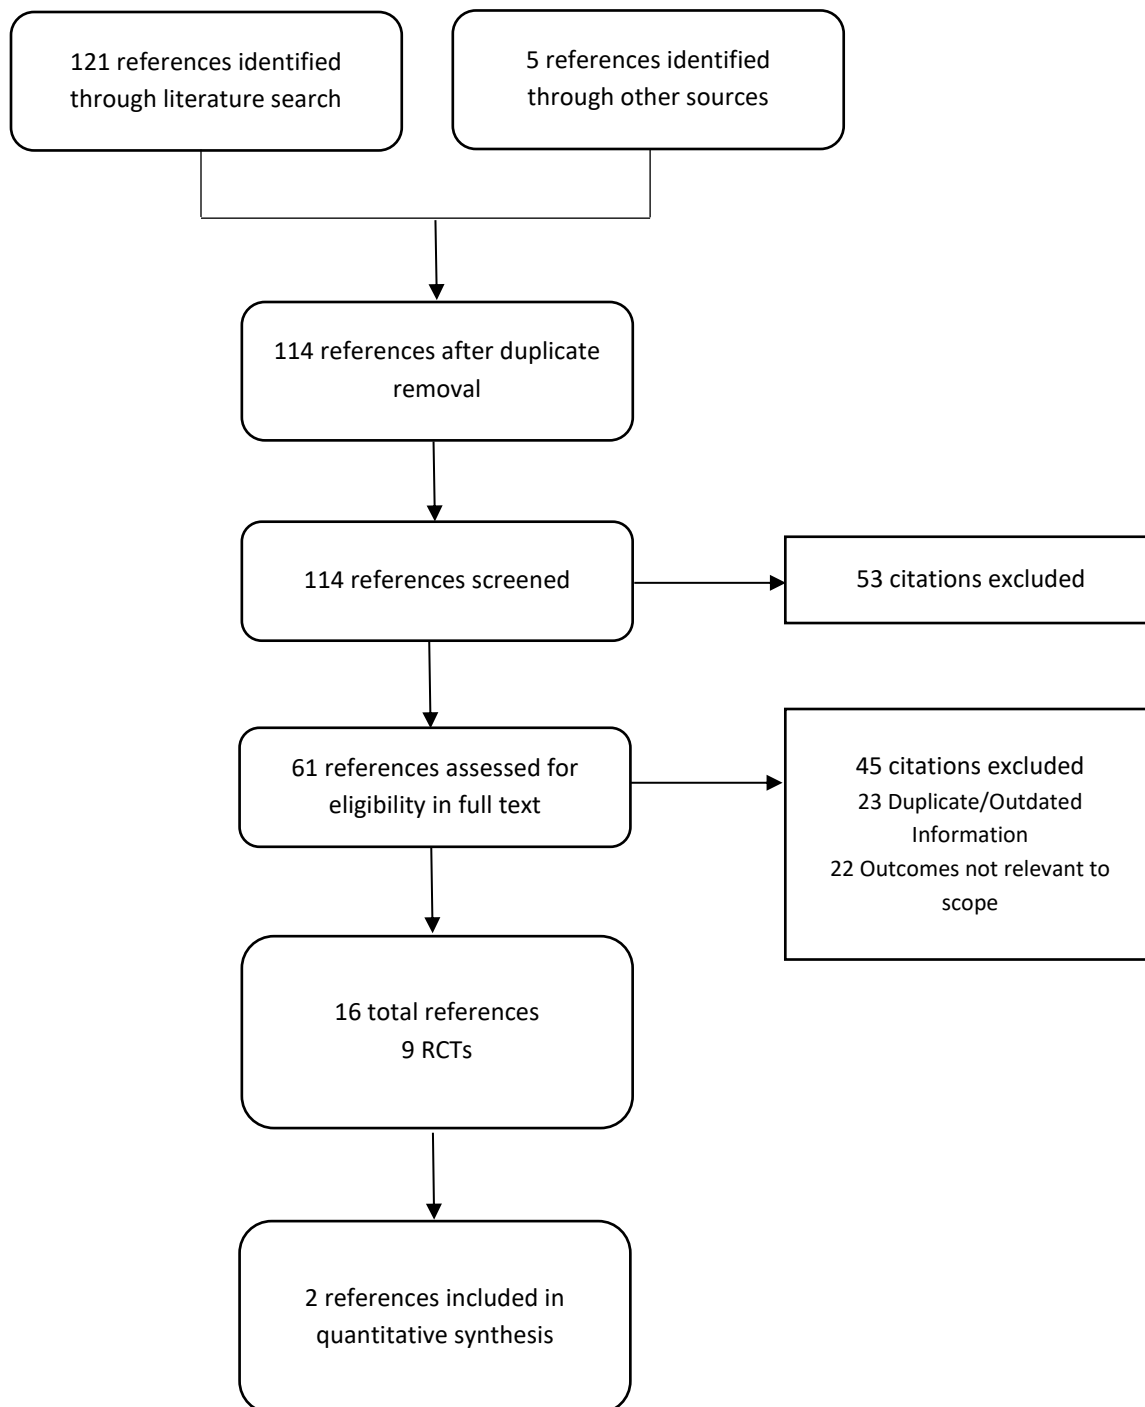 121 references identified
through literature search
5 references identified
through other sources
114 references after duplicate
removal
114 references screened
53 citations excluded
61 references assessed for
eligibility in full text
45 citations excluded
23 Duplicate/Outdated
Information
22 Outcomes not relevant to
scope
16 total references
9 RCTs
2 references included in
quantitative synthesis